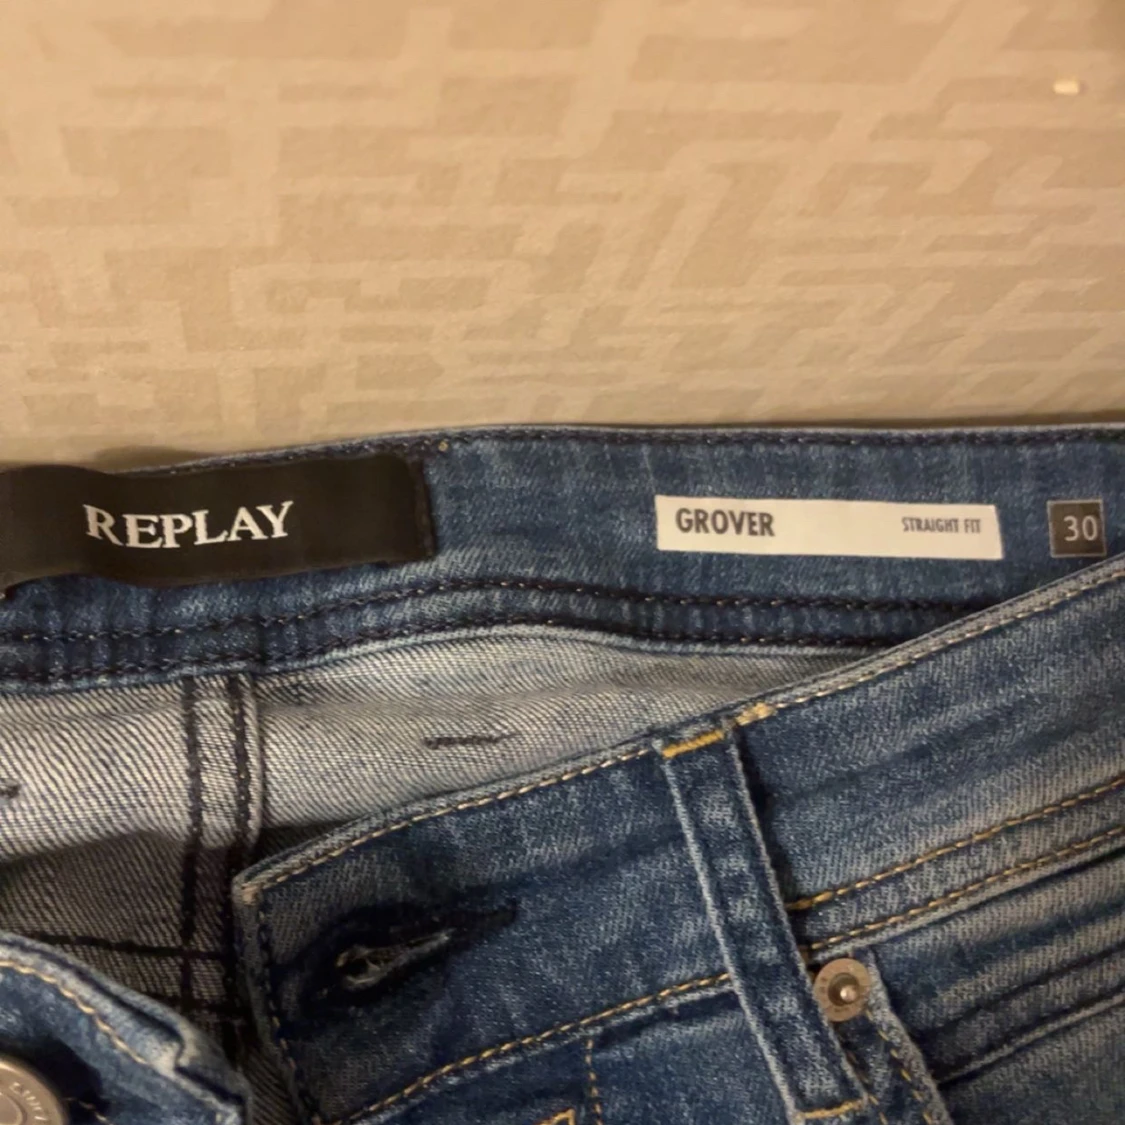 REPLAY
GROVER STRAIGHT FIT 30